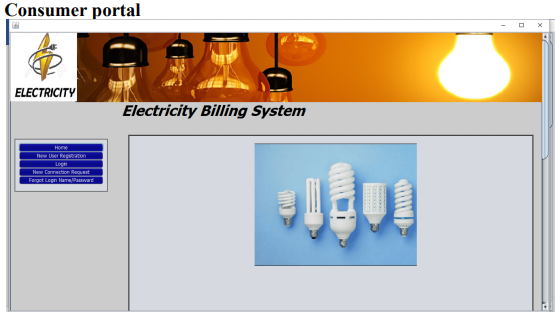 Consumer portal
ELECTRICITY
Electricity Billing System
Home
New User Registration
Login
New Connection Request
Forgot Login Name/Password